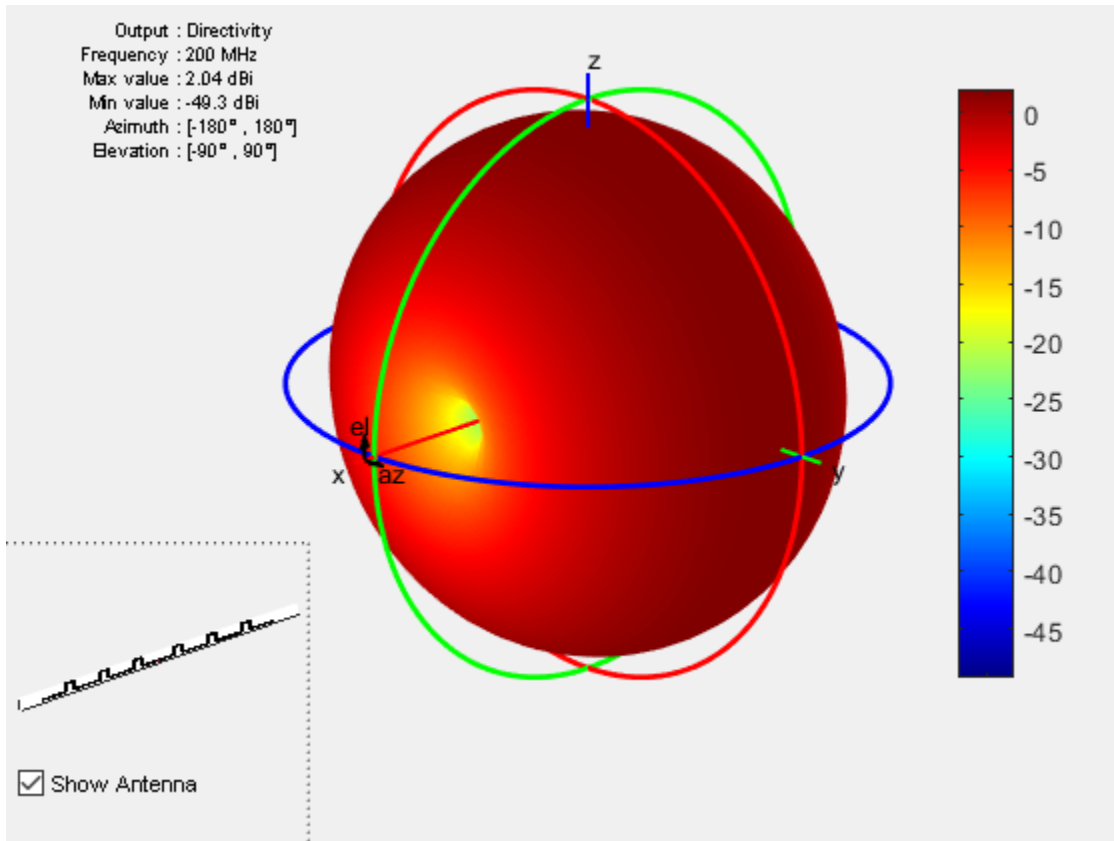 Output : Directivity
Frequency : 200 MHz
Max value : 2.04 dBi
Min value : -49.3 dBi
Azimuth : [-180° , 180°]
Elevation : [-90° , 90°]
z
0
-5
-10
-15
-20
-25
-30
-35
-40
-45
el
x
az
y
Show Antenna